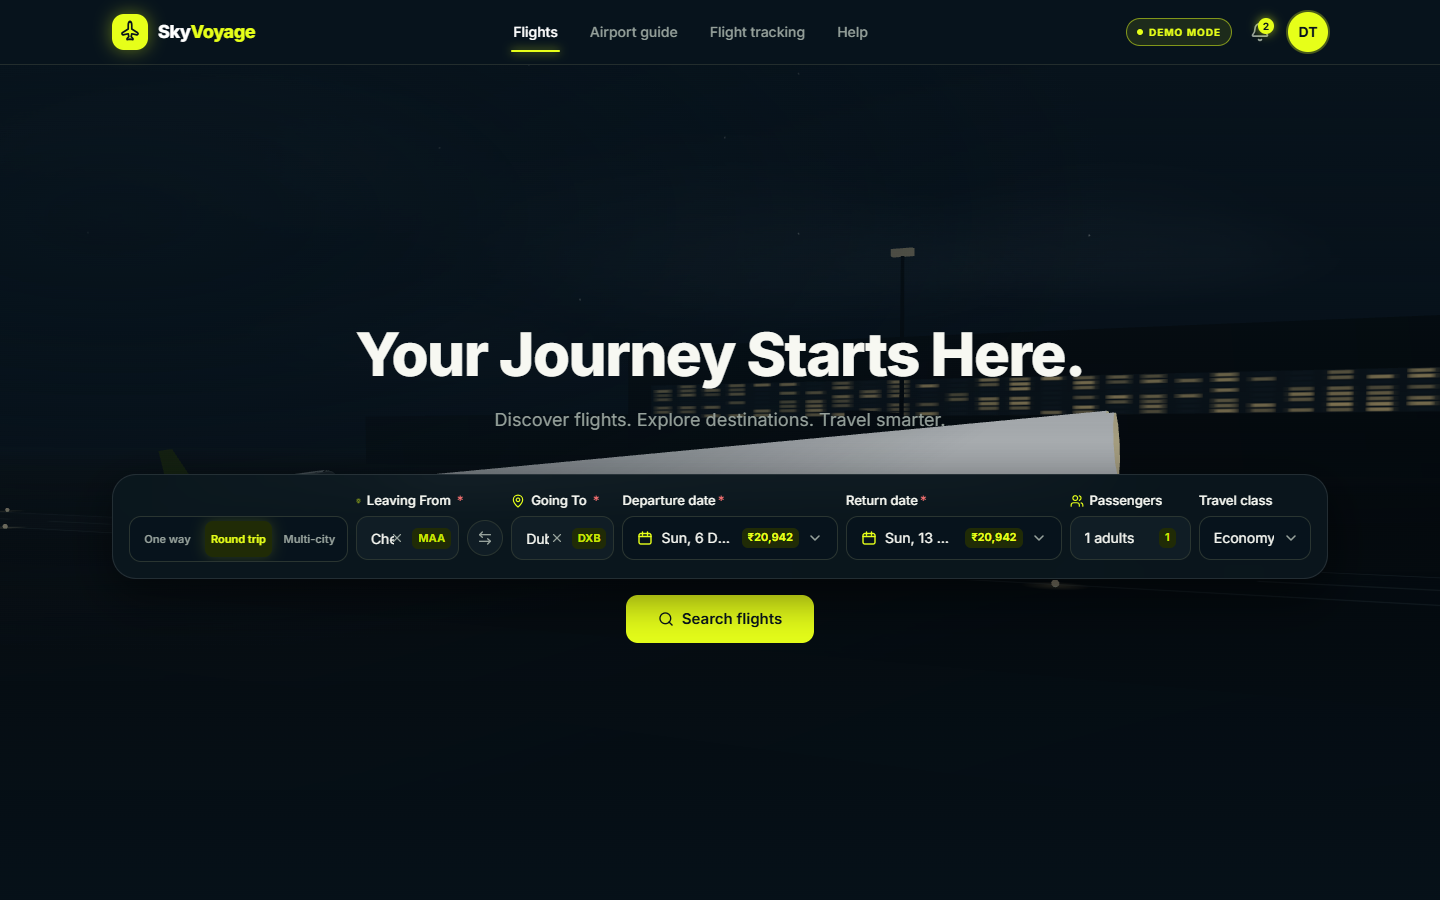 SkyVoyage
Flights
Airport guide
Flight tracking
Help
DEMO MODE
2
DT
Your Journey Starts Here.
Discover flights. Explore destinations. Travel smarter.
Leaving From *
Going To *
Departure date *
Return date *
Passengers
Travel class
One way
Round trip
Multi-city
Che
MAA
Dub
DXB
Sun, 6 D...
₹20,942
Sun, 13 ...
₹20,942
1 adults
1
Economy
Search flights